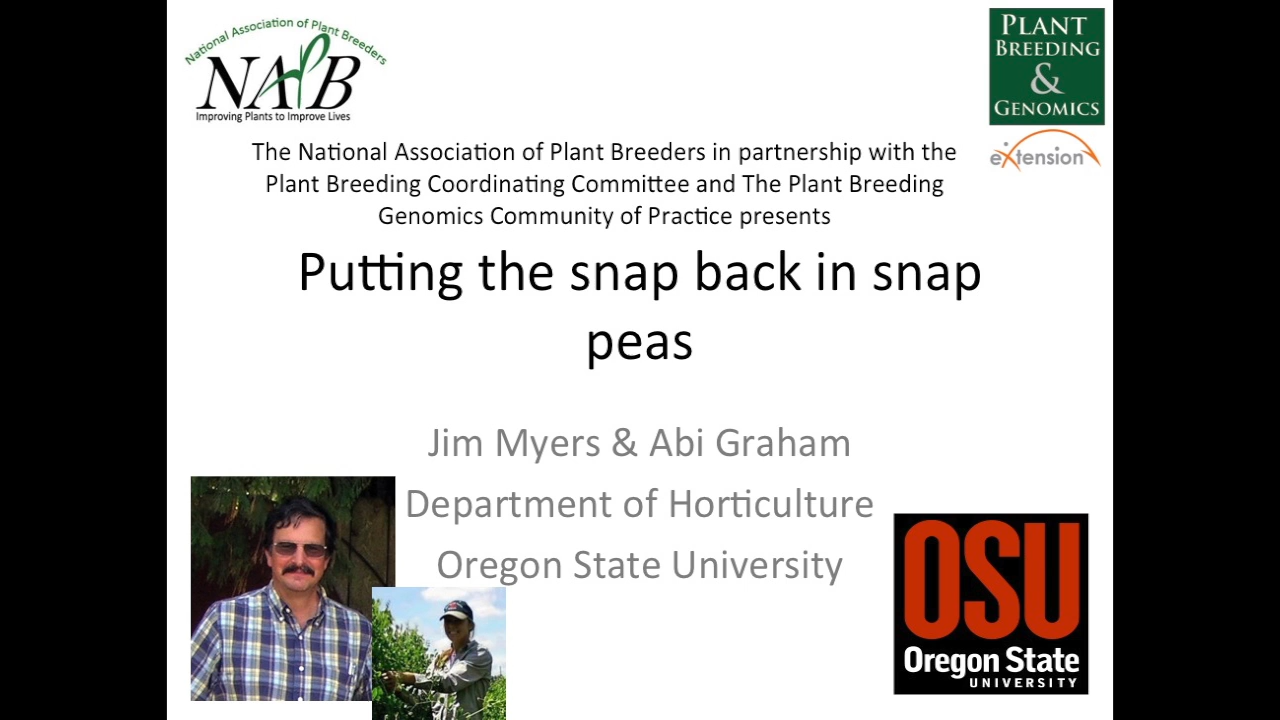 National Association of Plant Breeders
NAPB
Improving Plants to Improve Lives
PLANT
BREEDING
&
GENOMICS
eXtension
The National Association of Plant Breeders in partnership with the
Plant Breeding Coordinating Committee and The Plant Breeding
Genomics Community of Practice presents
Putting the snap back in snap
peas
Jim Myers & Abi Graham
Department of Horticulture
Oregon State University
OSU
Oregon State
UNIVERSITY